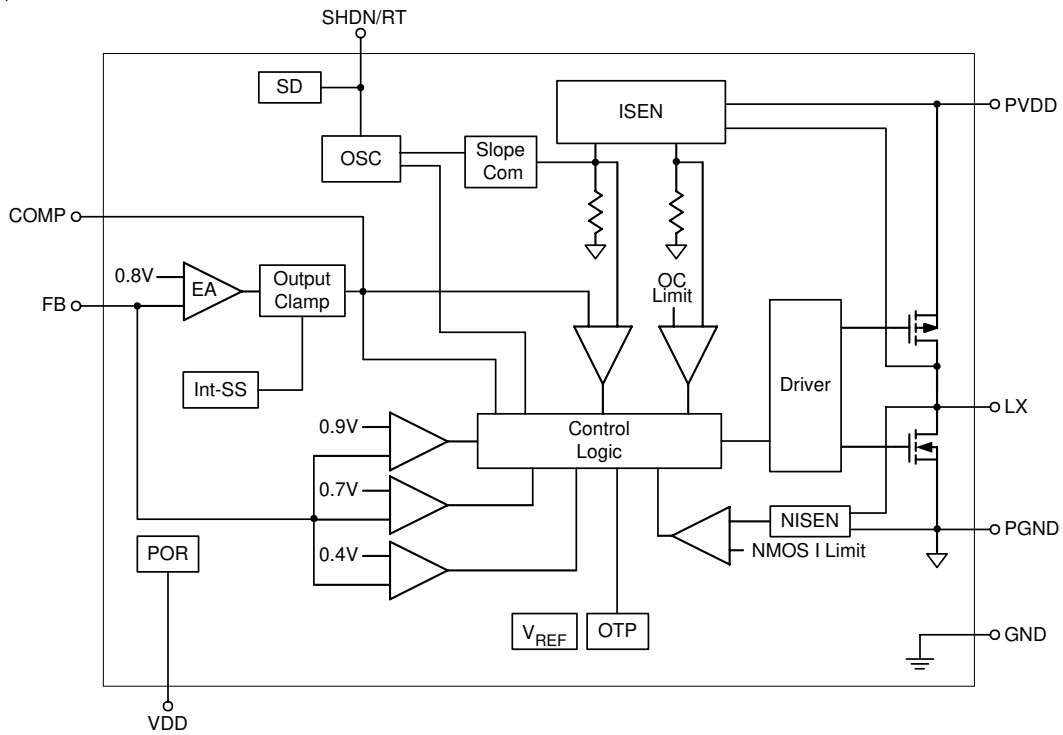 SHDN/RT
SD
ISEN
PVDD
OSC
Slope
Com
COMP
0.8V
EA
Output
Clamp
OC
Limit
FB
Driver
Int-SS
LX
0.9V
Control
Logic
0.7V
NISEN
PGND
POR
0.4V
NMOS I Limit
VREF
OTP
GND
VDD